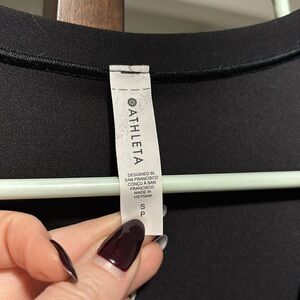 ATHLETA
DESIGNED IN
SAN FRANCISCO
CONÇU À SAN
FRANCISCO
MADE IN
VIETNAM
S
P